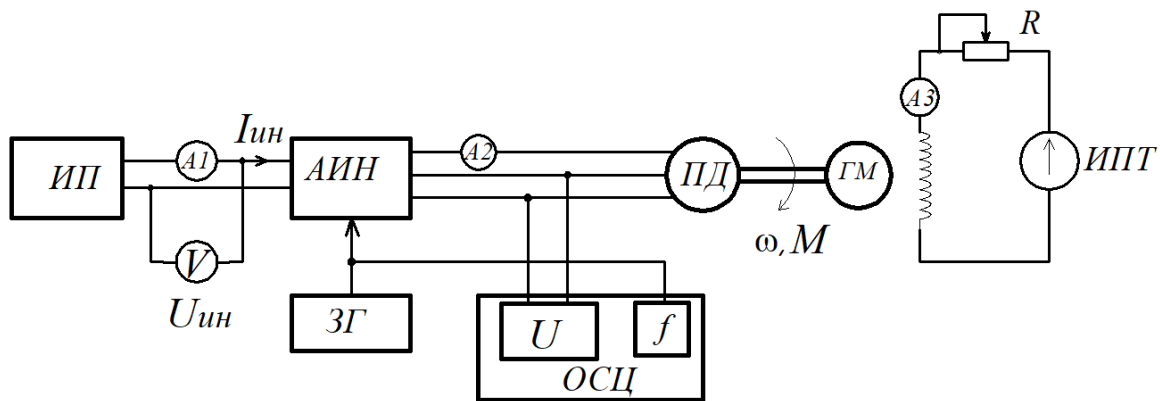 R
A3
Iин
A1
A2
ИП
АИН
ПД
ГМ
ИПТ
ω, M
V
Uин
ЗГ
U
f
ОСЦ